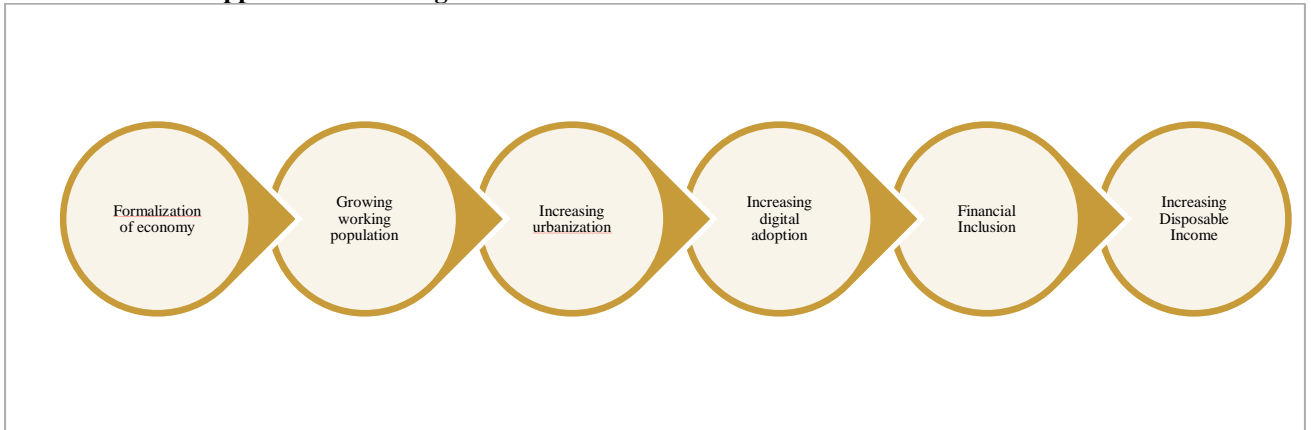 Formalization
of economy
Growing
working
population
Increasing
urbanization
Increasing
digital
adoption
Financial
Inclusion
Increasing
Disposable
Income